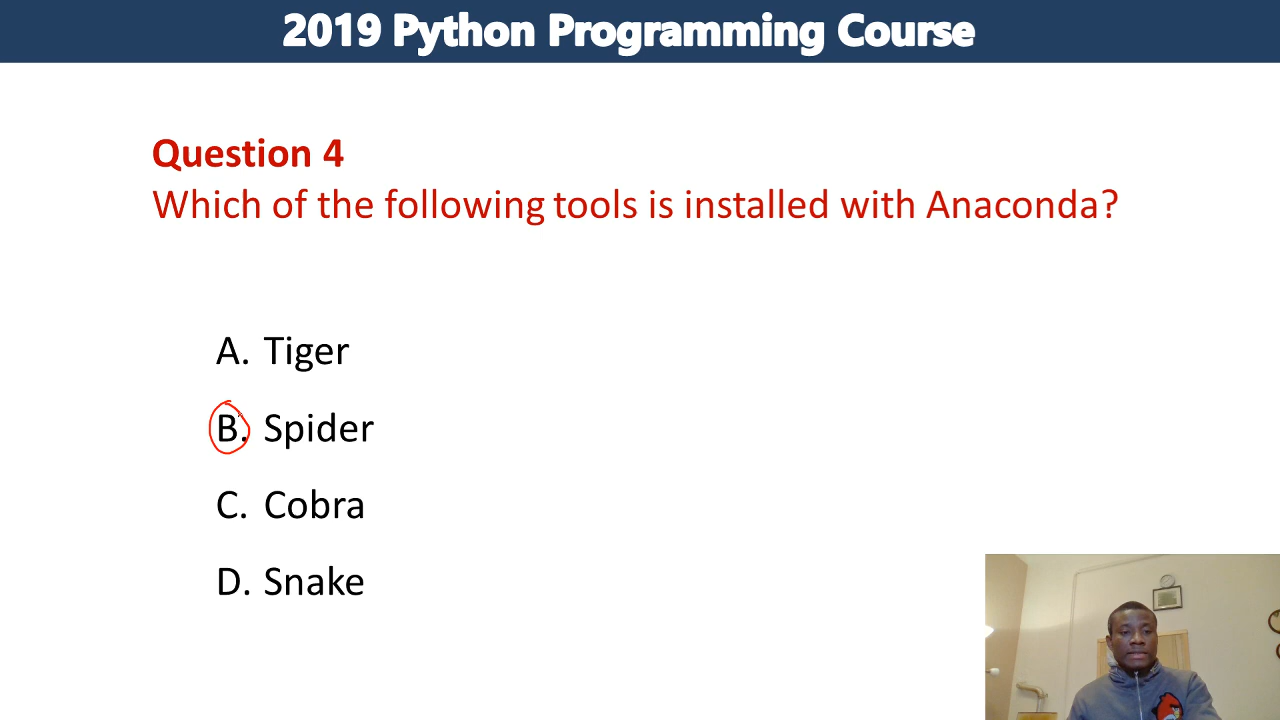 2019 Python Programming Course
Question 4
Which of the following tools is installed with Anaconda?
A. Tiger
B. Spider
C. Cobra
D. Snake